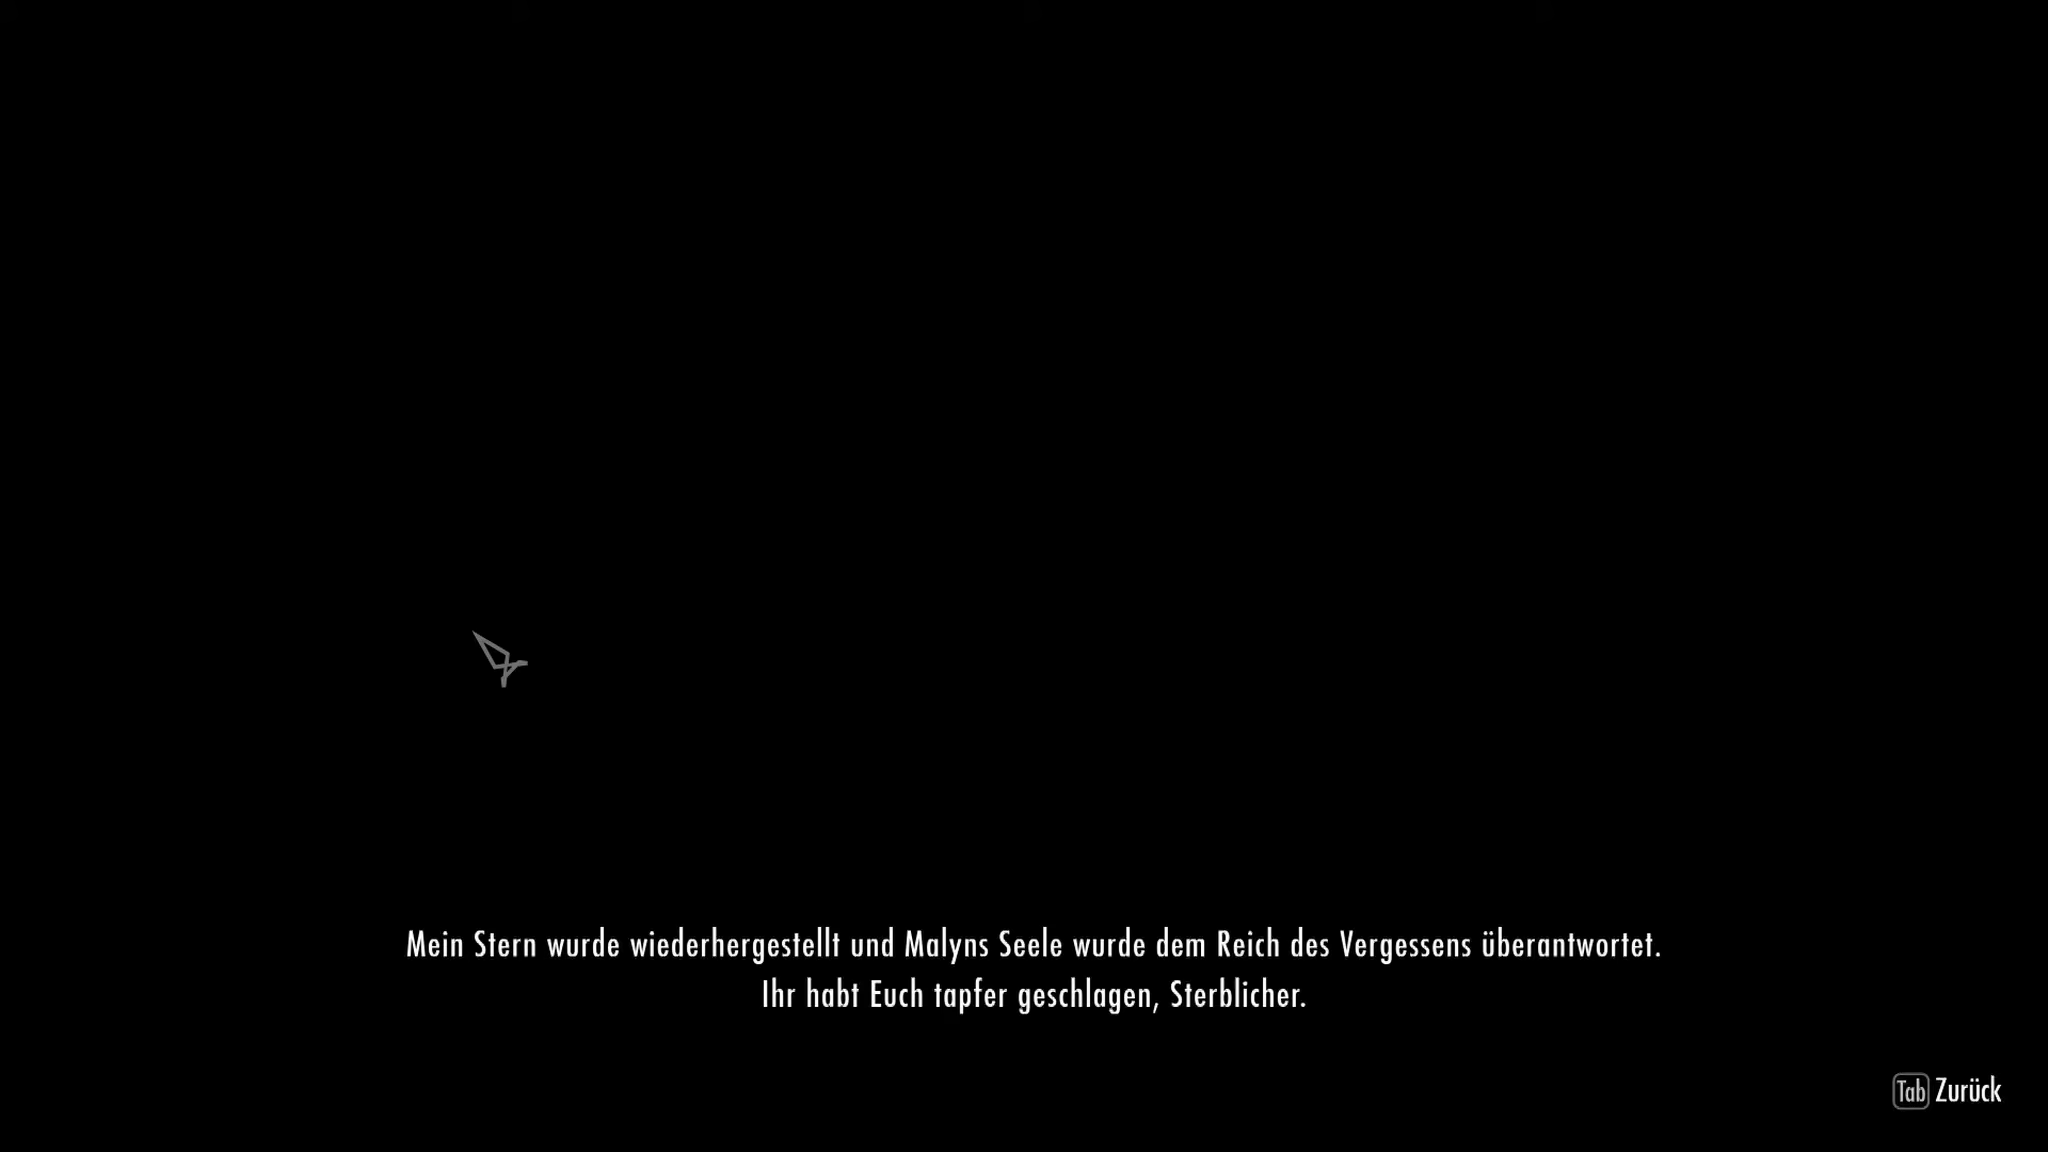 Mein Stern wurde wiederhergestellt und Malyns Seele wurde dem Reich des Vergessens überantwortet.
Ihr habt Euch tapfer geschlagen, Sterblicher.
Tab Zurück